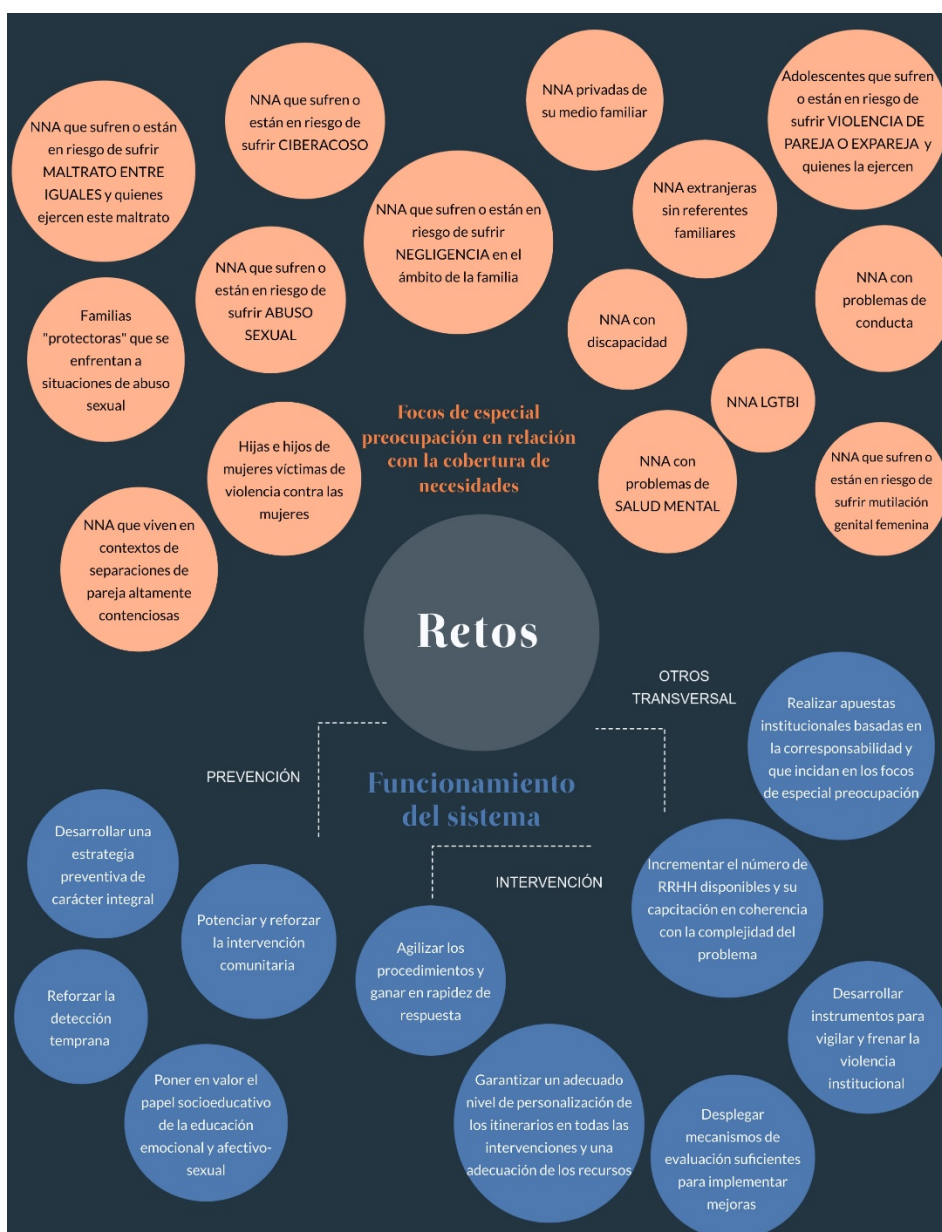 NNA que sufren o están
en riesgo de sufrir
MALTRATO ENTRE
IGUALES y quienes
ejercen este maltrato
NNA que sufren o
están en riesgo de
sufrir CIBERACOSO
NNA privadas de
su medio familiar
Adolescentes que sufren
o están en riesgo de
sufrir VIOLENCIA DE
PAREJA O EXPAREJA y
quienes la ejercen
NNA que sufren o están en
riesgo de sufrir
NEGLIGENCIA en el
ámbito de la familia
NNA extranjeras
sin referentes
familiares
Familias
"protectoras" que se
enfrentan a
situaciones de abuso
sexual
NNA que sufren o
están en riesgo de
sufrir ABUSO
SEXUAL
NNA con
discapacidad
NNA con
problemas de
conducta
NNA LGTBI
Focos de especial
preocupación en relación
con la cobertura de
necesidades
Hijas e hijos de
mujeres víctimas de
violencia contra las
mujeres
NNA con
problemas de
SALUD MENTAL
NNA que sufren o
están en riesgo de
sufrir mutilación
genital femenina
NNA que viven en
contextos de
separaciones de
pareja altamente
contenciosas
Retos
OTROS
TRANSVERSAL
Realizar apuestas
institucionales basadas en
la corresponsabilidad y
que incidan en los focos
de especial preocupación
PREVENCIÓN
Funcionamiento
del sistema
Desarrollar una
estrategia
preventiva de
carácter integral
INTERVENCIÓN
Incrementar el número de
RRHH disponibles y su
capcitación en coherencia
con la complejidad del
problema
Potenciar y reforzar
la intervención
comunitaria
Agilizar los
procedimientos y
ganar en rapidez de
respuesta
Reforzar la
detección
temprana
Desarrollar
instrumentos para
vigilar y frenar la
violencia
institucional
Poner en valor el
papel socioeducativo
de la educación
emocional y afectivo-
sexual
Garantizar un adecuado
nivel de personalización de
los itinerarios en todas las
intervenciones y una
adecuación de los recursos
Desplegar
mecanismos de
evaluación suficientes
para implementar
mejoras